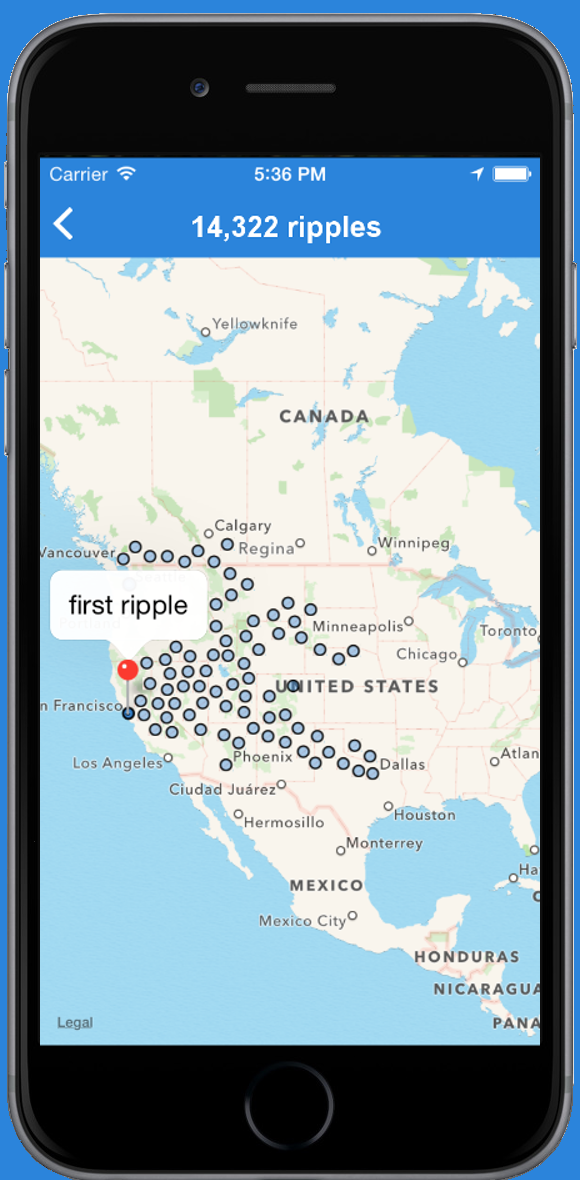 Carrier
5:36 PM
14,322 ripples
Yellowknife
CANADA
Calgary
Regina
Winnipeg
Vancouver
first ripple
Minneapolis
Toronto
Chicago
UNITED STATES
n Francisco
Los Angeles
Phoenix
Dallas
Atlan
Ciudad Juárez
Hermosillo
Houston
Monterrey
Ha
MEXICO
Mexico City
HONDURAS
NICARAGUA
PANA
Legal